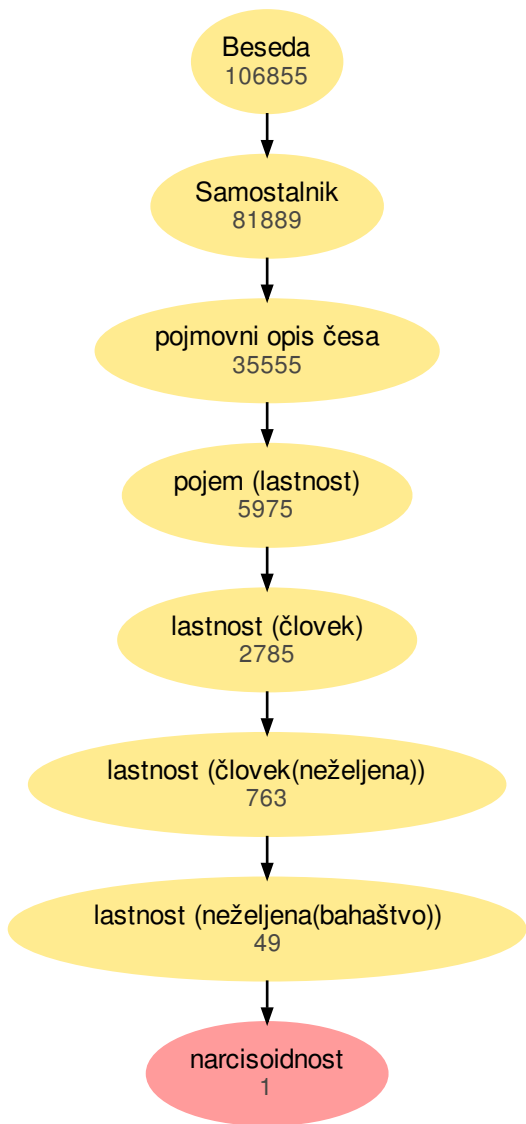 Beseda
106855
Samostalnik
81889
pojmovni opis česa
35555
pojem (lastnost)
5975
lastnost (človek)
2785
lastnost (človek(neželjena))
763
lastnost (neželjena(bahaštvo))
49
narcisoidnost
1